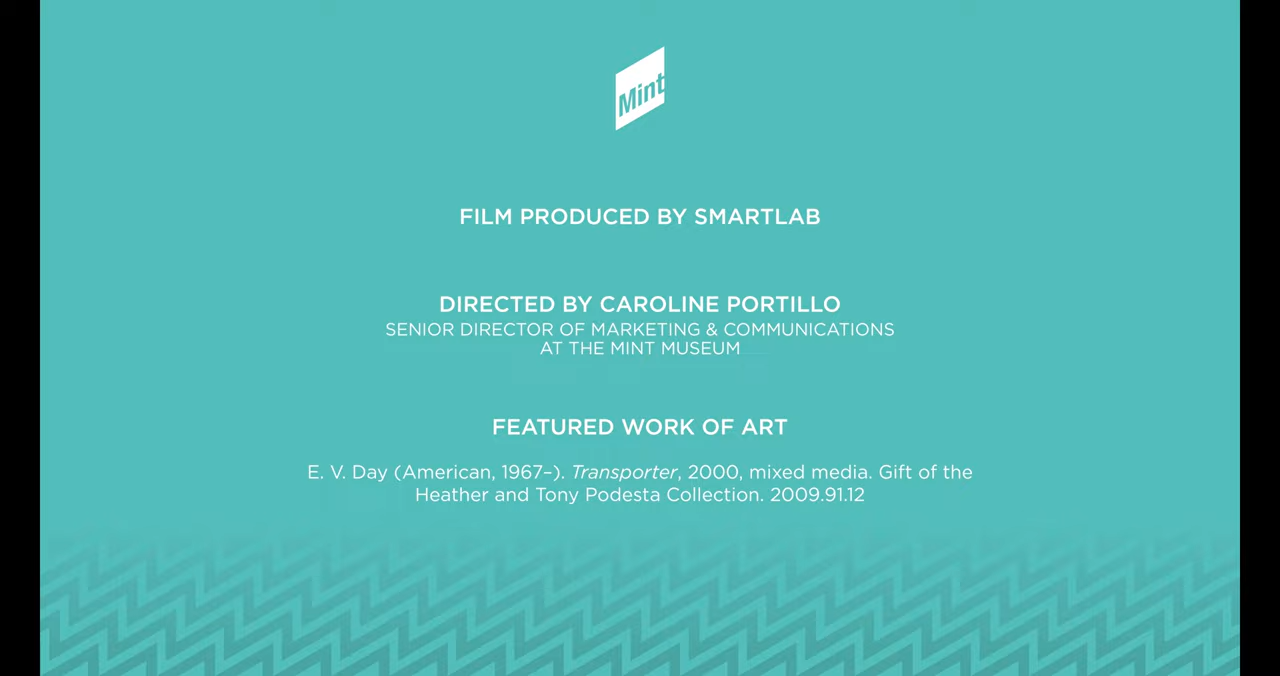 Mint
FILM PRODUCED BY SMARTLAB
DIRECTED BY CAROLINE PORTILLO
SENIOR DIRECTOR OF MARKETING & COMMUNICATIONS
AT THE MINT MUSEUM
FEATURED WORK OF ART
E. V. Day (American, 1967–). Transporter, 2000, mixed media. Gift of the
Heather and Tony Podesta Collection. 2009.91.12